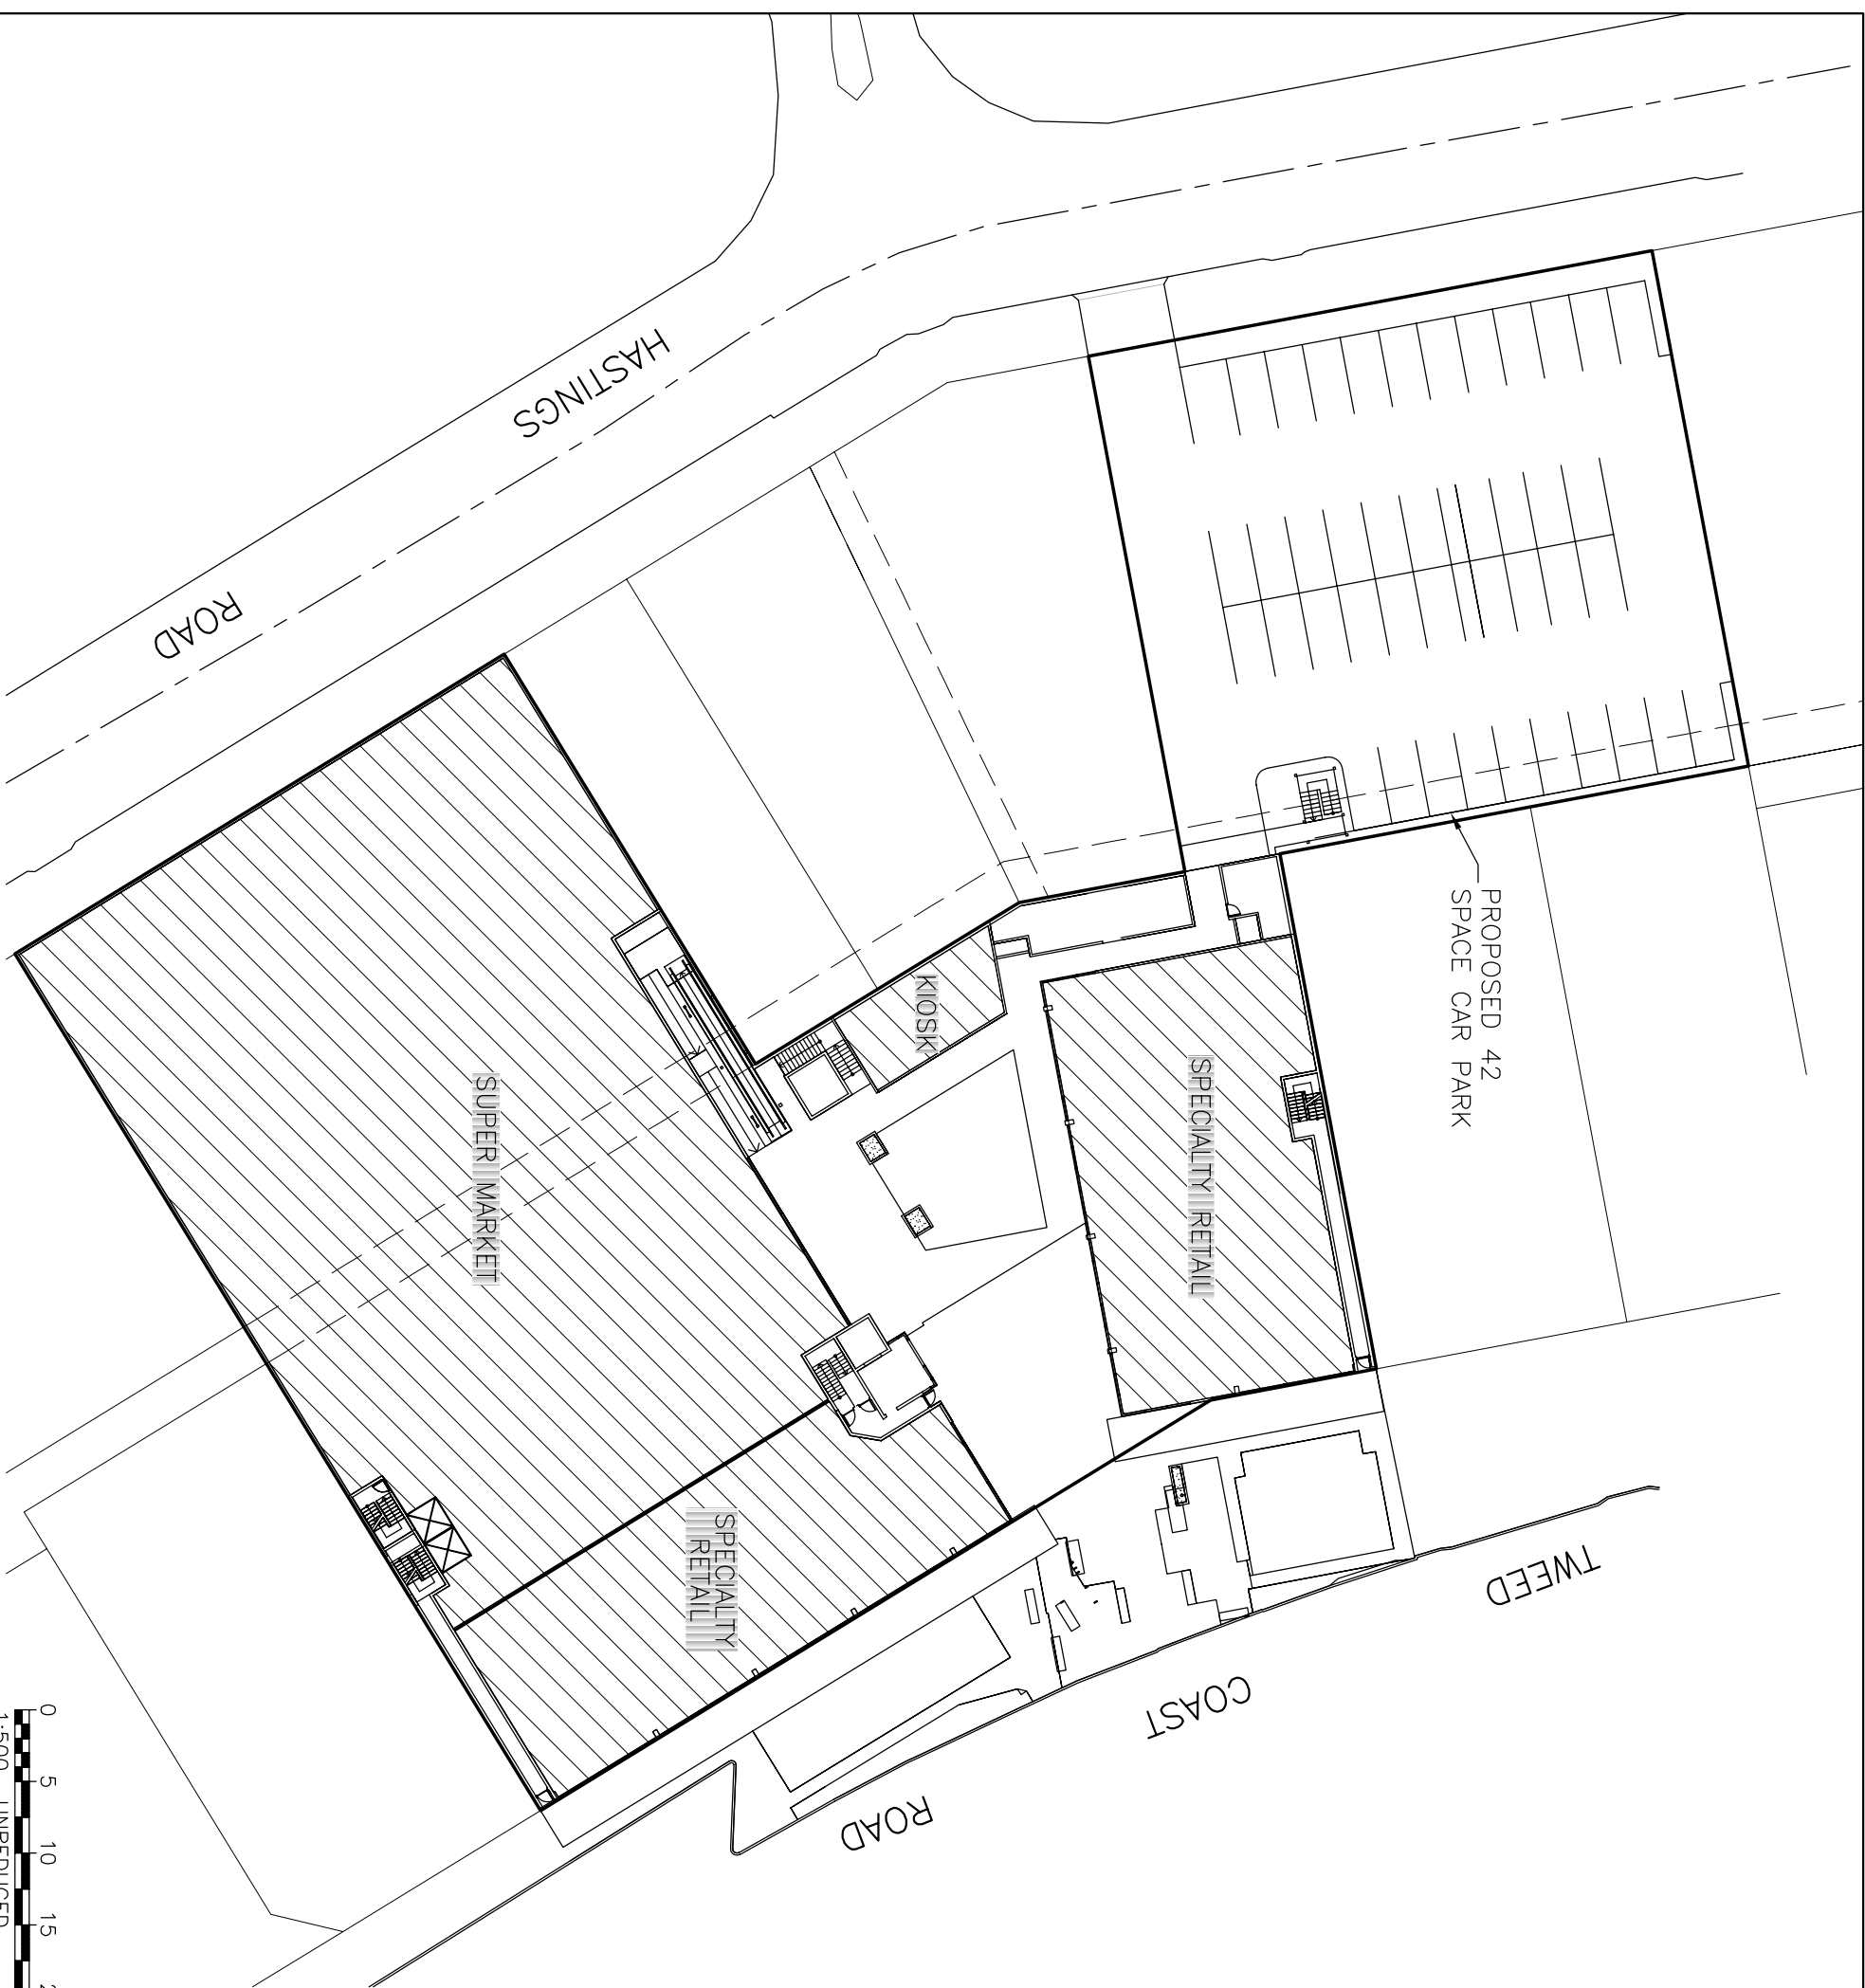 HASTINGS
ROAD
PROPOSED 42
SPACE CAR PARK
KIOSK
SPECIALTY RETAIL
SUPER MARKET
SPECIALTY
RETAIL
TWEED
COAST
ROAD
0 5 10 15
1:500 UNREDUCED